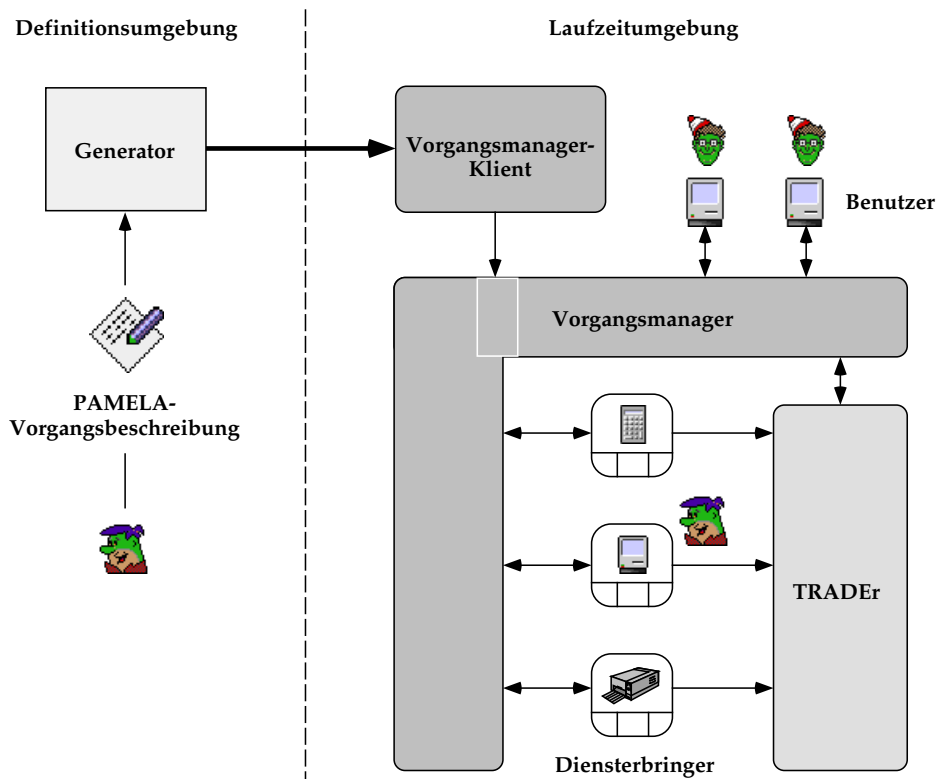 Definitionsumgebung
Laufzeitumgebung
Generator
Vorgangsmanager-
Klient
Benutzer
Vorgangsmanager
PAMELA-
Vorgangsbeschreibung
TRADEr
Diensterbringer